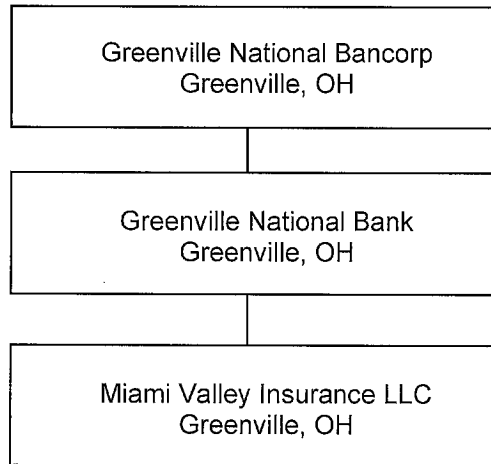 Greenville National Bancorp
Greenville, OH
Greenville National Bank
Greenville, OH
Miami Valley Insurance LLC
Greenville, OH